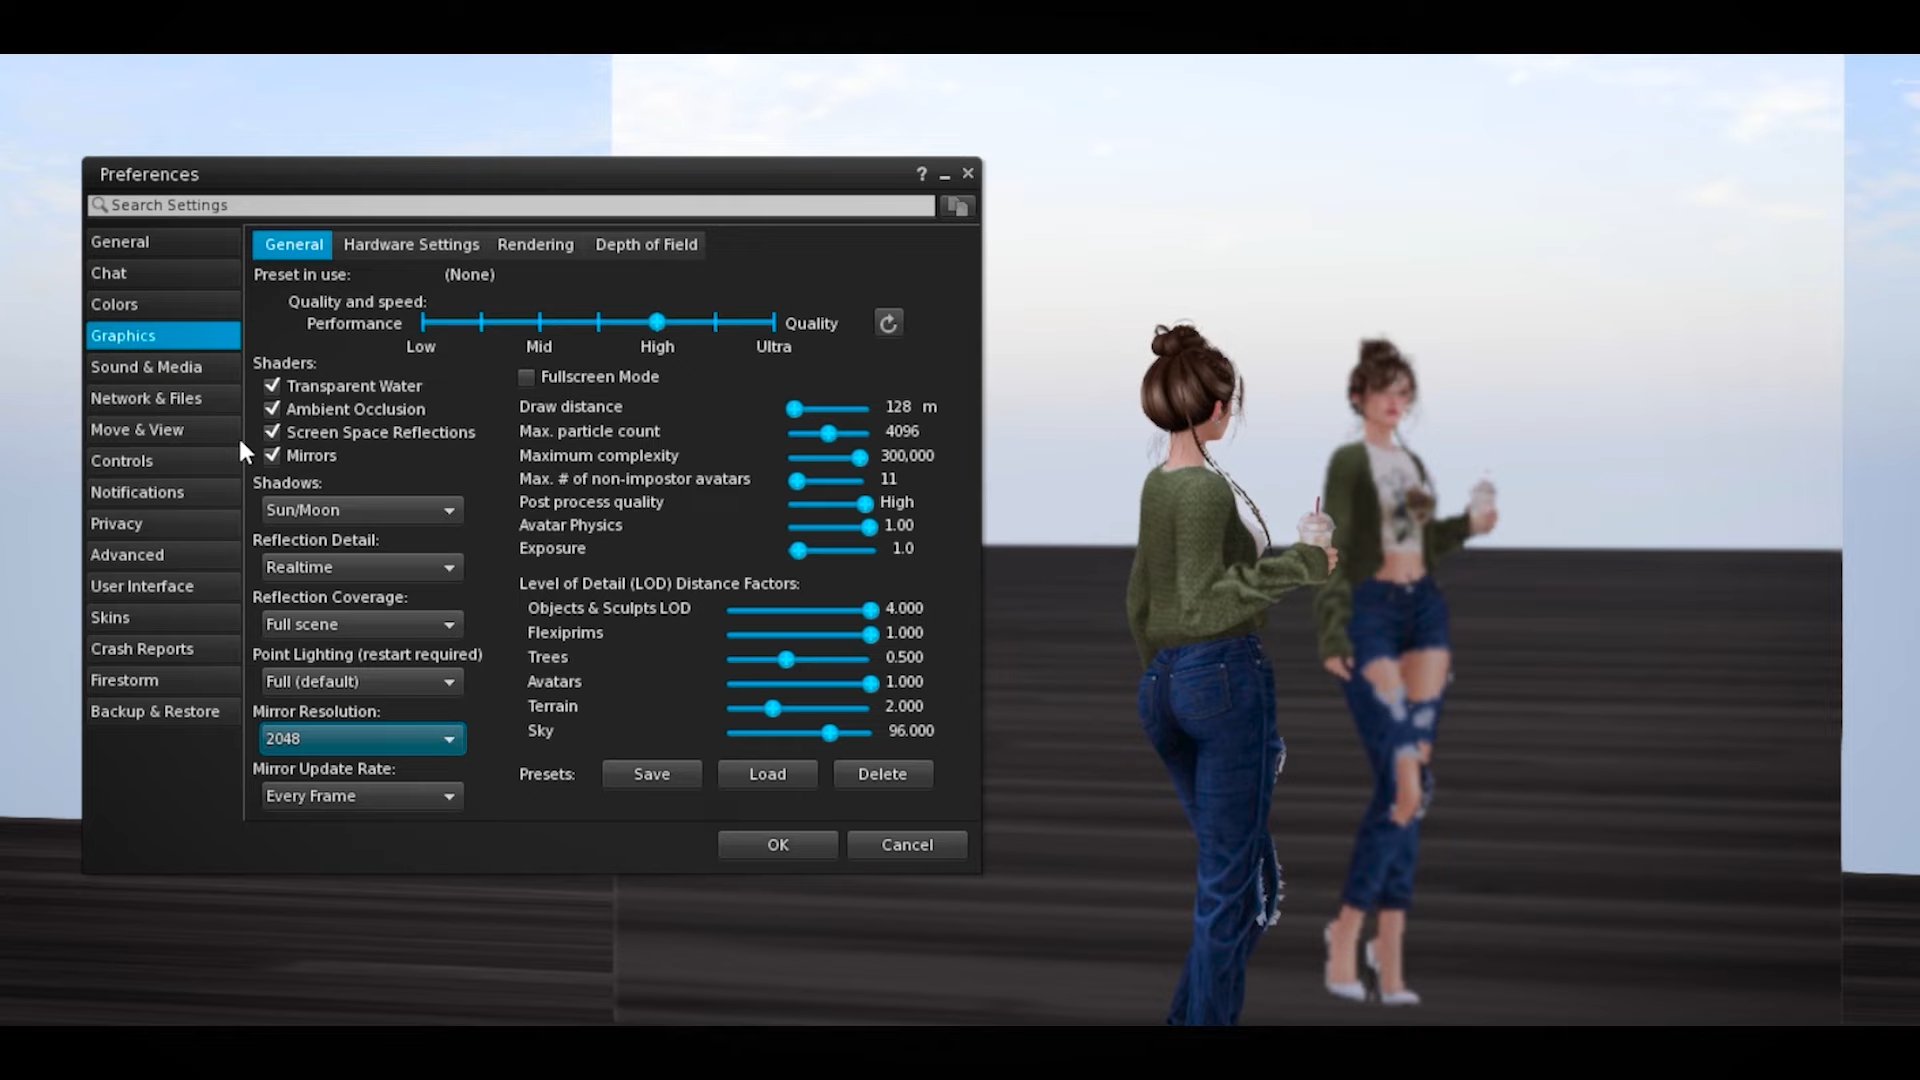 Preferences
?
Search Settings
General
Chat
Colors
Graphics
Sound & Media
Network & Files
Move & View
Controls
Notifications
Privacy
Advanced
User Interface
Skins
Crash Reports
Firestorm
Backup & Restore
General Hardware Settings Rendering Depth of Field
Preset in use: (None)
Quality and speed:
Performance Quality
Low Mid High Ultra
Shaders:
Transparent Water
Ambient Occlusion
Screen Space Reflections
Mirrors
Shadows:
Sun/Moon
Reflection Detail:
Realtime
Reflection Coverage:
Full scene
Point Lighting (restart required)
Full (default)
Mirror Resolution:
2048
Mirror Update Rate:
Every Frame
Fullscreen Mode
Draw distance 128 m
Max. particle count 4096
Maximum complexity 300,000
Max. # of non-impostor avatars 11
Post process quality High
Avatar Physics 1.00
Exposure 1.0
Level of Detail (LOD) Distance Factors:
Objects & Sculpts LOD 4.000
Flexiprims 1.000
Trees 0.500
Avatars 1.000
Terrain 2.000
Sky 96.000
Presets: Save Load Delete
OK Cancel